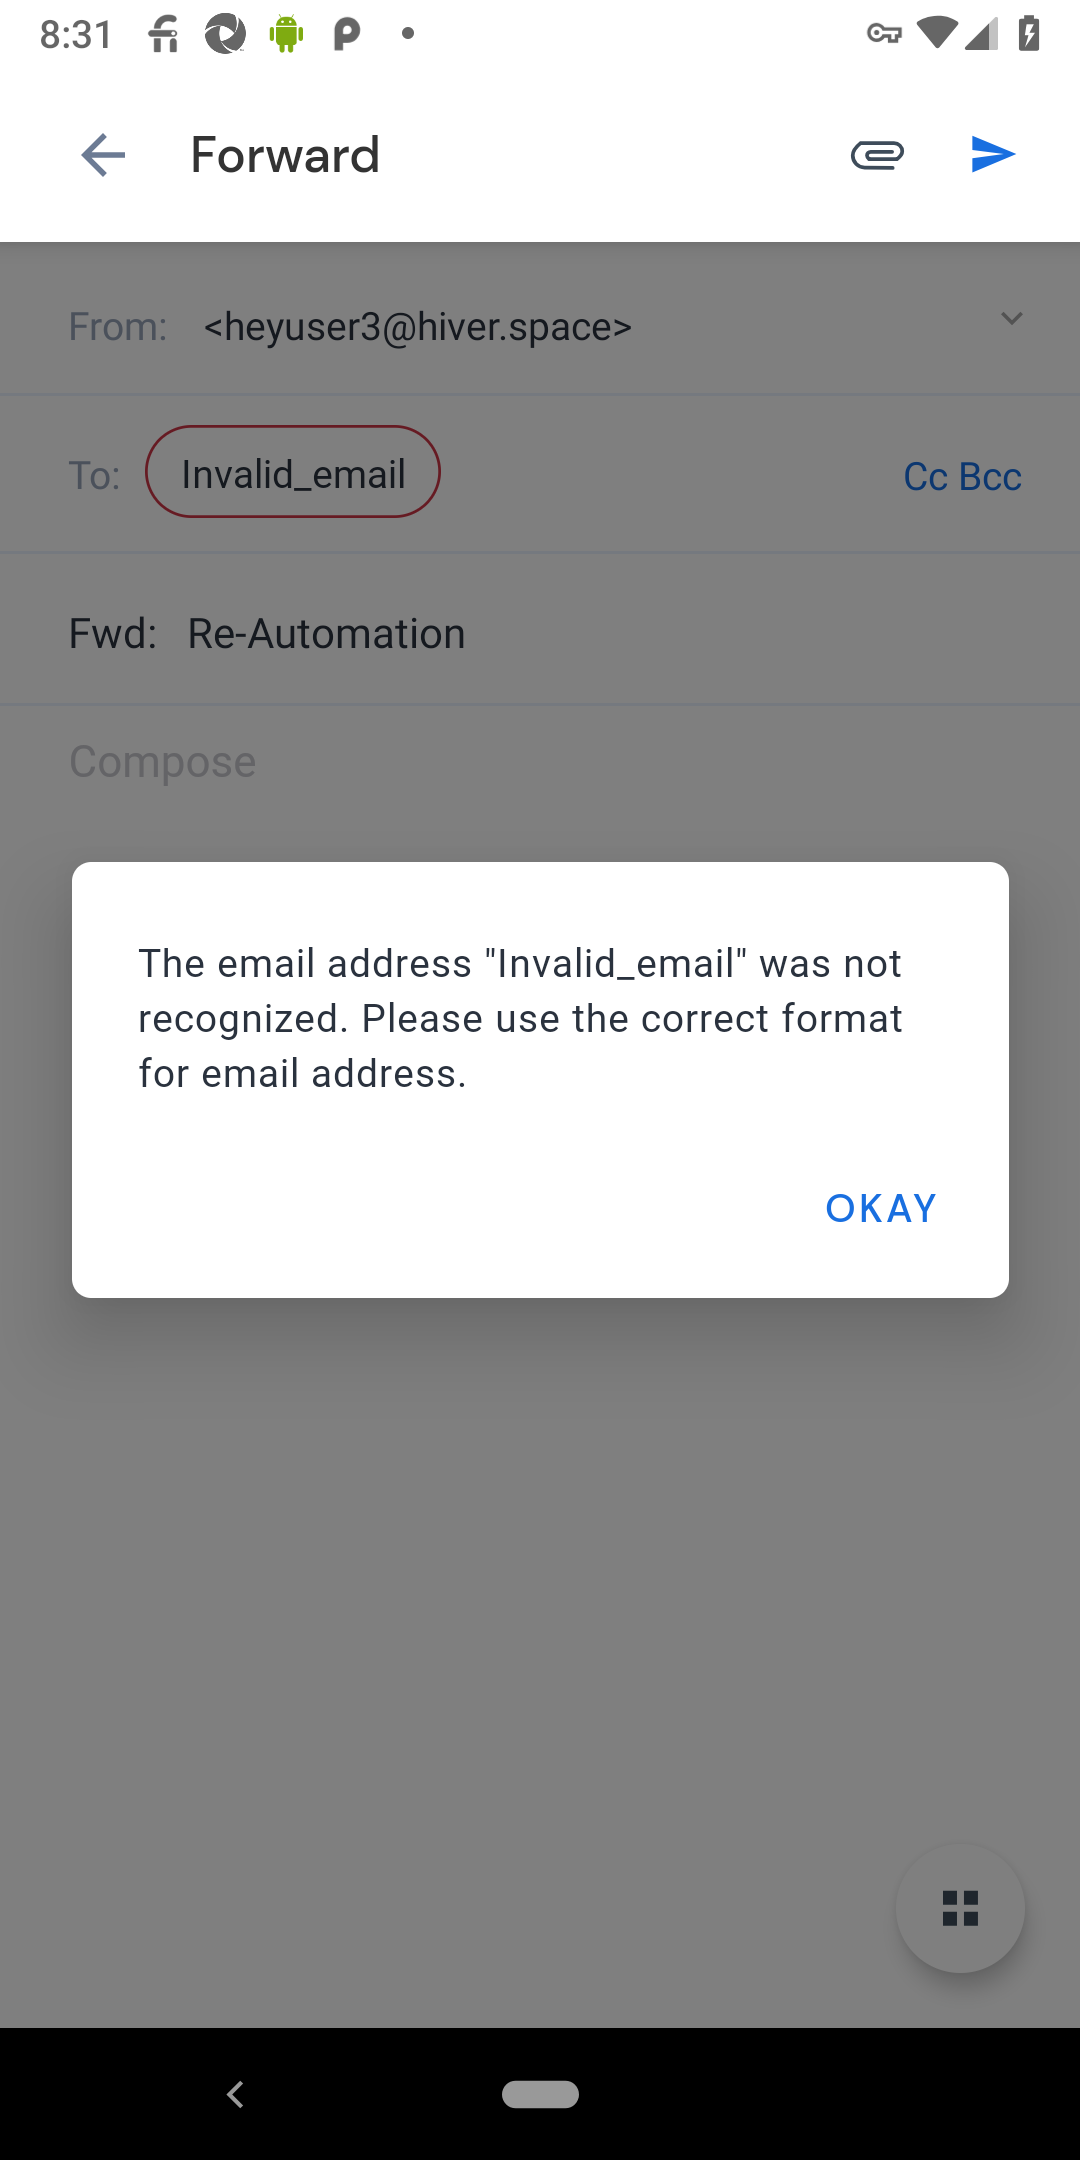 8:31
Forward
From: <heyuser3@hiver.space>
To: Invalid_email Cc Bcc
Fwd: Re-Automation
Compose
The email address "Invalid_email" was not
recognized. Please use the correct format
for email address.
OKAY